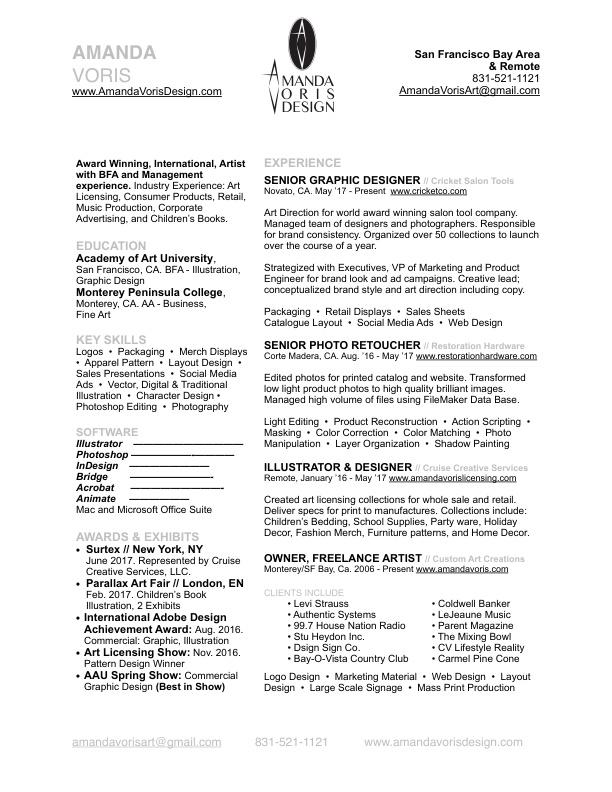 AMANDA
VORIS
www.AmandaVorisDesign.com
AMANDA
VORIS
DESIGN
San Francisco Bay Area
& Remote
831-521-1121
AmandaVorisArt@gmail.com
Award Winning, International, Artist
with BFA and Management
experience. Industry Experience: Art
Licensing, Consumer Products, Retail,
Music Production, Corporate
Advertising, and Children's Books.
EDUCATION
Academy of Art University,
San Francisco, CA. BFA - Illustration,
Graphic Design
Monterey Peninsula College,
Monterey, CA. AA - Business,
Fine Art
KEY SKILLS
Logos • Packaging • Merch Displays
• Apparel Pattern • Layout Design •
Sales Presentations • Social Media
Ads • Vector, Digital & Traditional
Illustration • Character Design •
Photoshop Editing • Photography
SOFTWARE
Illustrator
Photoshop
InDesign
Bridge
Acrobat
Animate
Mac and Microsoft Office Suite
AWARDS & EXHIBITS
• Surtex // New York, NY
June 2017. Represented by Cruise
Creative Services, LLC.
• Parallax Art Fair // London, EN
Feb. 2017. Children's Book
Illustration, 2 Exhibits
• International Adobe Design
Achievement Award: Aug. 2016.
Commercial: Graphic, Illustration
• Art Licensing Show: Nov. 2016.
Pattern Design Winner
• AAU Spring Show: Commercial
Graphic Design (Best in Show)
EXPERIENCE
SENIOR GRAPHIC DESIGNER // Cricket Salon Tools
Novato, CA. May '17 - Present www.cricketco.com
Art Direction for world award winning salon tool company.
Managed team of designers and photographers. Responsible
for brand consistency. Organized over 50 collections to launch
over the course of a year.
Strategized with Executives, VP of Marketing and Product
Engineer for brand look and ad campaigns. Creative lead;
conceptualized brand style and art direction including copy.
Packaging • Retail Displays • Sales Sheets
Catalogue Layout • Social Media Ads • Web Design
SENIOR PHOTO RETOUCHER // Restoration Hardware
Corte Madera, CA. Aug. '16 - May '17 www.restorationhardware.com
Edited photos for printed catalog and website. Transformed
low light product photos to high quality brilliant images.
Managed high volume of files using FileMaker Data Base.
Light Editing • Product Reconstruction • Action Scripting •
Masking • Color Correction • Color Matching • Photo
Manipulation • Layer Organization • Shadow Painting
ILLUSTRATOR & DESIGNER // Cruise Creative Services
Remote, January '16 - May '17 www.amandavorislicensing.com
Created art licensing collections for whole sale and retail.
Deliver specs for print to manufactures. Collections include:
Children's Bedding, School Supplies, Party ware, Holiday
Decor, Fashion Merch, Furniture patterns, and Home Decor.
OWNER, FREELANCE ARTIST // Custom Art Creations
Monterey/SF Bay, Ca. 2006 - Present www.amandavoris.com
CLIENTS INCLUDE
• Levi Strauss
• Authentic Systems
• 99.7 House Nation Radio
• Stu Heydon Inc.
• Dsign Sign Co.
• Bay-O-Vista Country Club
• Coldwell Banker
• LeJeaune Music
• Parent Magazine
• The Mixing Bowl
• CV Lifestyle Reality
• Carmel Pine Cone
Logo Design • Marketing Material • Web Design • Layout
Design • Large Scale Signage • Mass Print Production
amandavorisart@gmail.com 831-521-1121 www.amandavorisdesign.com